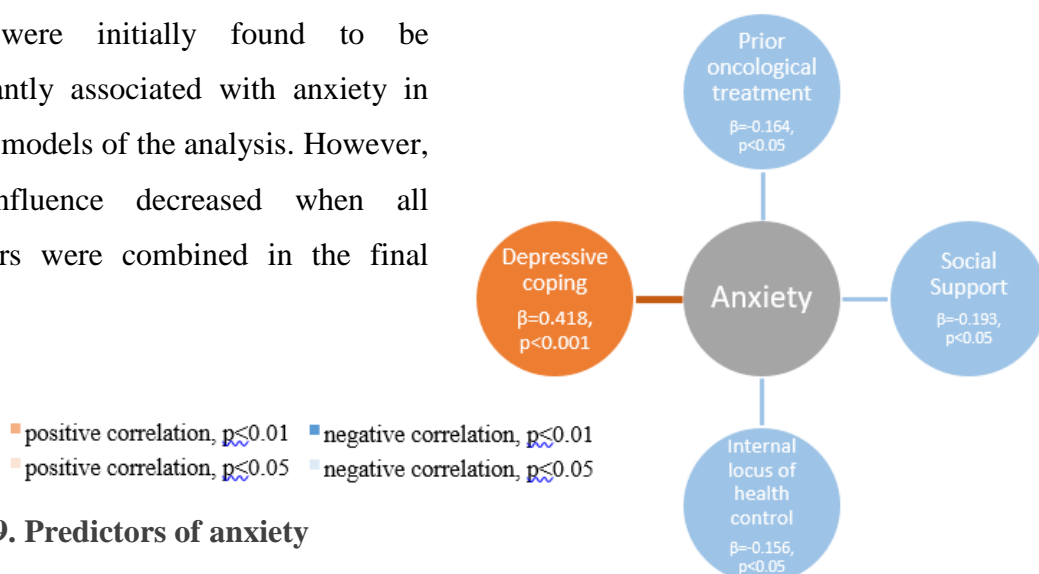 were initially found to be
antly associated with anxiety in
models of the analysis. However,
nfluence decreased when all
rs were combined in the final
Prior
oncological
treatment
β=-0.164,
p<0.05
Depressive
coping
β=0.418,
p<0.001
Anxiety
Social
Support
β=-0.193,
p<0.05
Internal
locus of
health
control
β=-0.156,
p<0.05
positive correlation, p<0.01 negative correlation, p<0.01
positive correlation, p<0.05 negative correlation, p<0.05
9. Predictors of anxiety